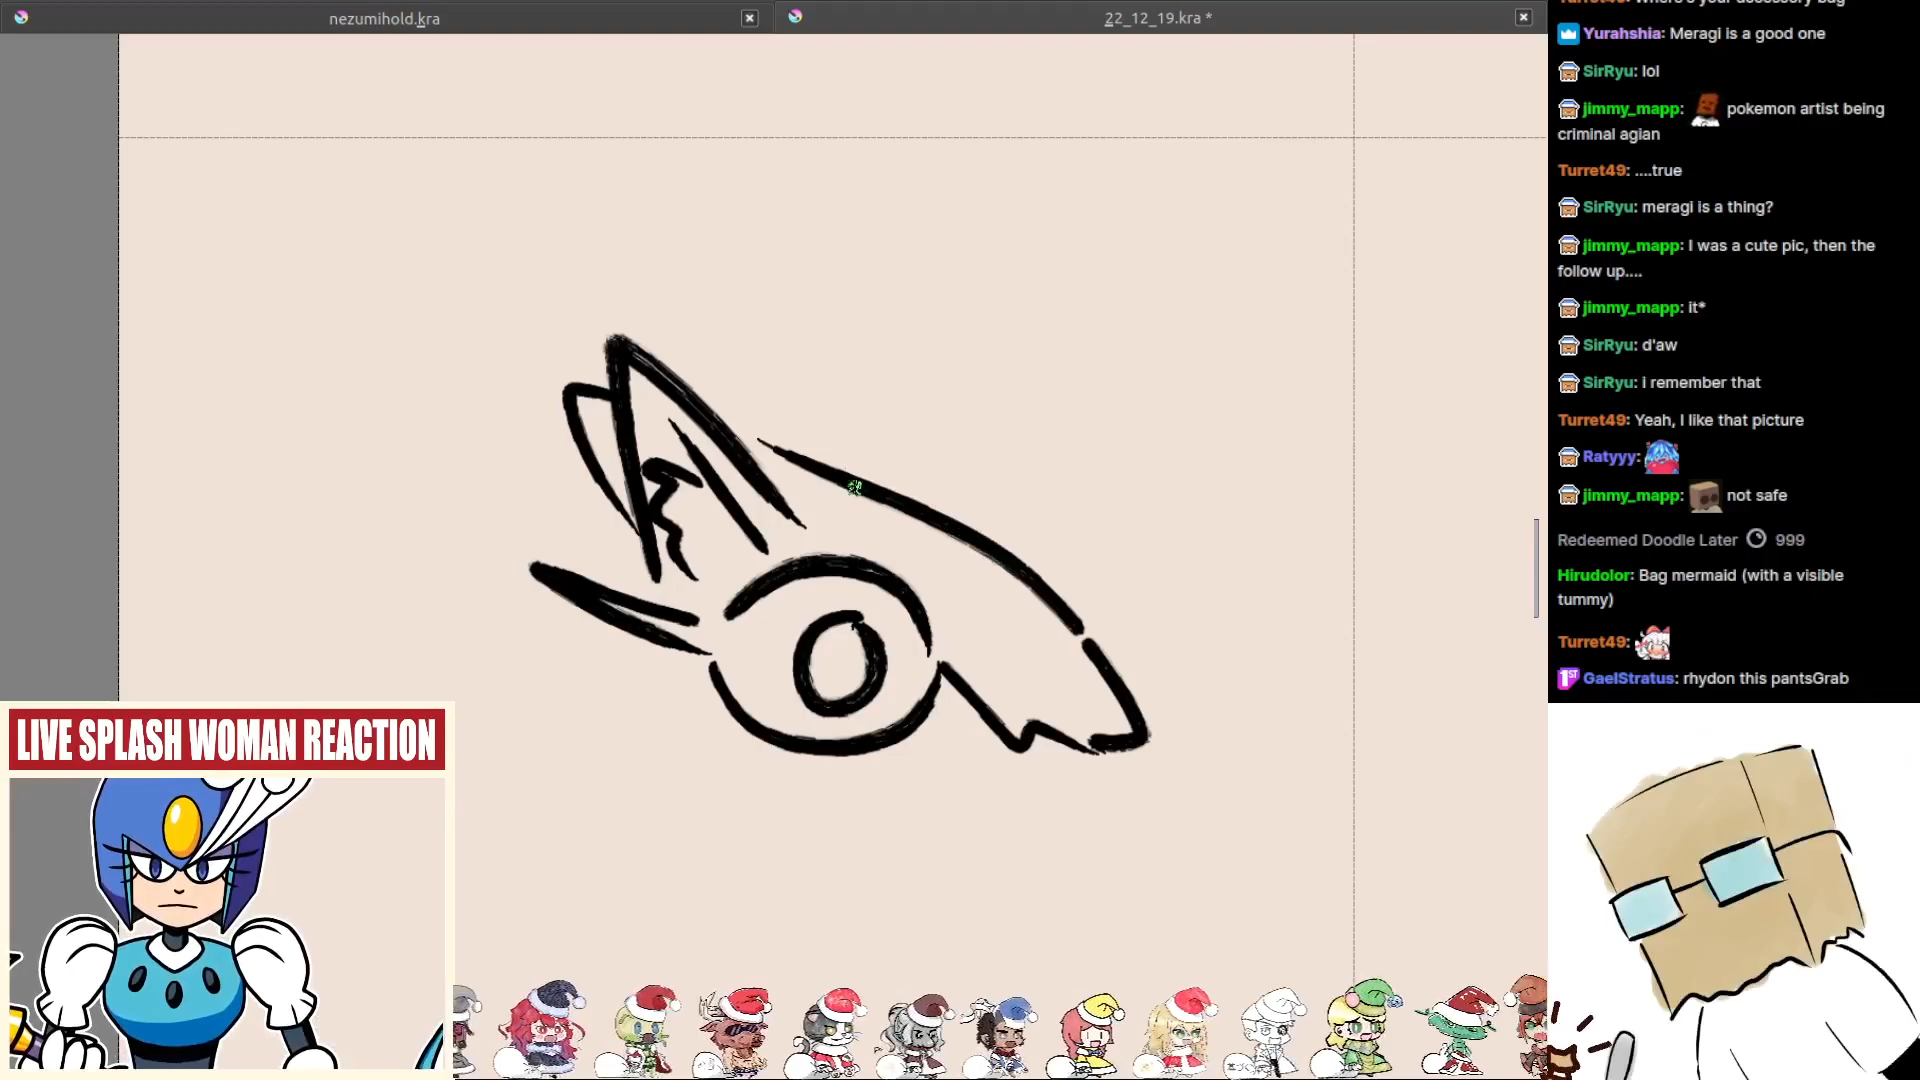 nezumihold.kra
22_12_19.kra *
Yurahshia: Meragi is a good one
SirRyu: lol
jimmy_mapp: pokemon artist being
criminal agian
Turret49: ....true
SirRyu: meragi is a thing?
jimmy_mapp: I was a cute pic, then the
follow up....
jimmy_mapp: it*
SirRyu: d'aw
SirRyu: i remember that
Turret49: Yeah, I like that picture
Ratyyy:
jimmy_mapp: not safe
Redeemed Doodle Later 999
Hirudolor: Bag mermaid (with a visible
tummy)
Turret49:
1ST GaelStratus: rhydon this pantsGrab
LIVE SPLASH WOMAN REACTION